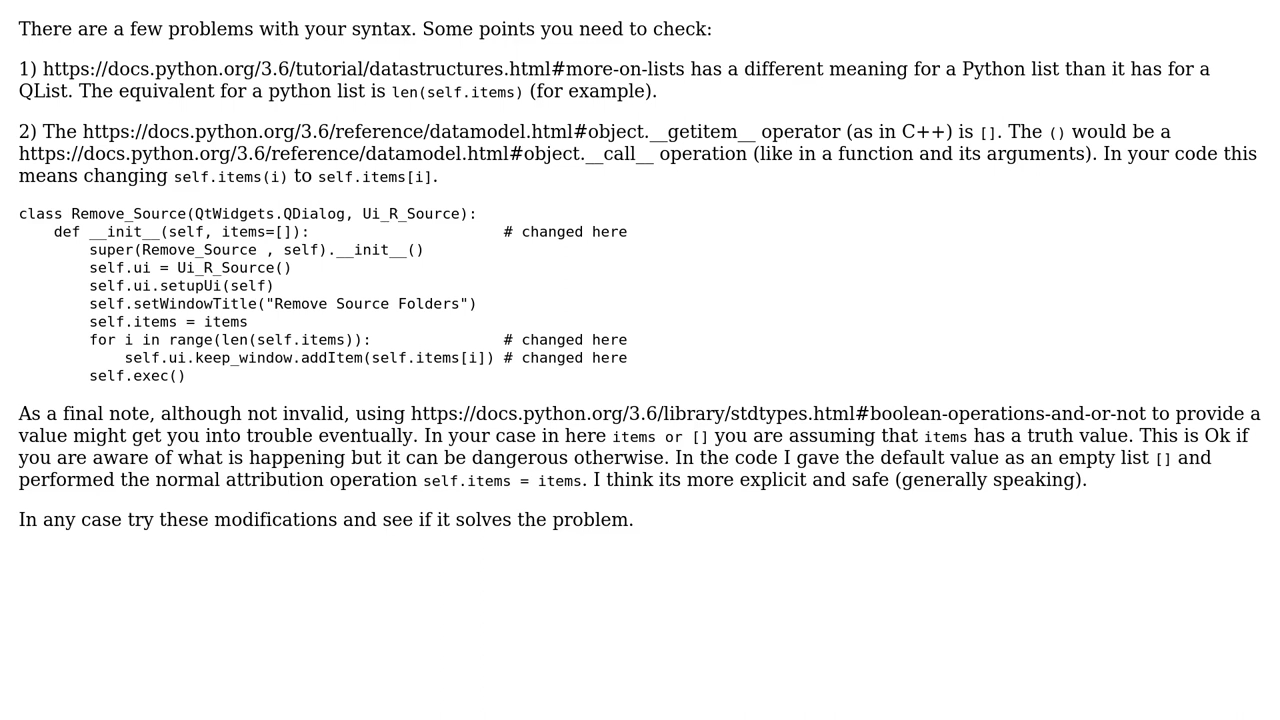 There are a few problems with your syntax. Some points you need to check:
1) https://docs.python.org/3.6/tutorial/datastructures.html#more-on-lists has a different meaning for a Python list than it has for a
QList. The equivalent for a python list is len(self.items) (for example).
2) The https://docs.python.org/3.6/reference/datamodel.html#object.__getitem__ operator (as in C++) is []. The () would be a
https://docs.python.org/3.6/reference/datamodel.html#object.__call__ operation (like in a function and its arguments). In your code this
means changing self.items(i) to self.items[i].
class Remove_Source(QtWidgets.QDialog, Ui_R_Source):
    def __init__(self, items=[]):                      # changed here
        super(Remove_Source , self).__init__()
        self.ui = Ui_R_Source()
        self.ui.setupUi(self)
        self.setWindowTitle("Remove Source Folders")
        self.items = items
        for i in range(len(self.items)):               # changed here
            self.ui.keep_window.addItem(self.items[i]) # changed here
        self.exec()
As a final note, although not invalid, using https://docs.python.org/3.6/library/stdtypes.html#boolean-operations-and-or-not to provide a
value might get you into trouble eventually. In your case in here items or [] you are assuming that items has a truth value. This is Ok if
you are aware of what is happening but it can be dangerous otherwise. In the code I gave the default value as an empty list [] and
performed the normal attribution operation self.items = items. I think its more explicit and safe (generally speaking).
In any case try these modifications and see if it solves the problem.